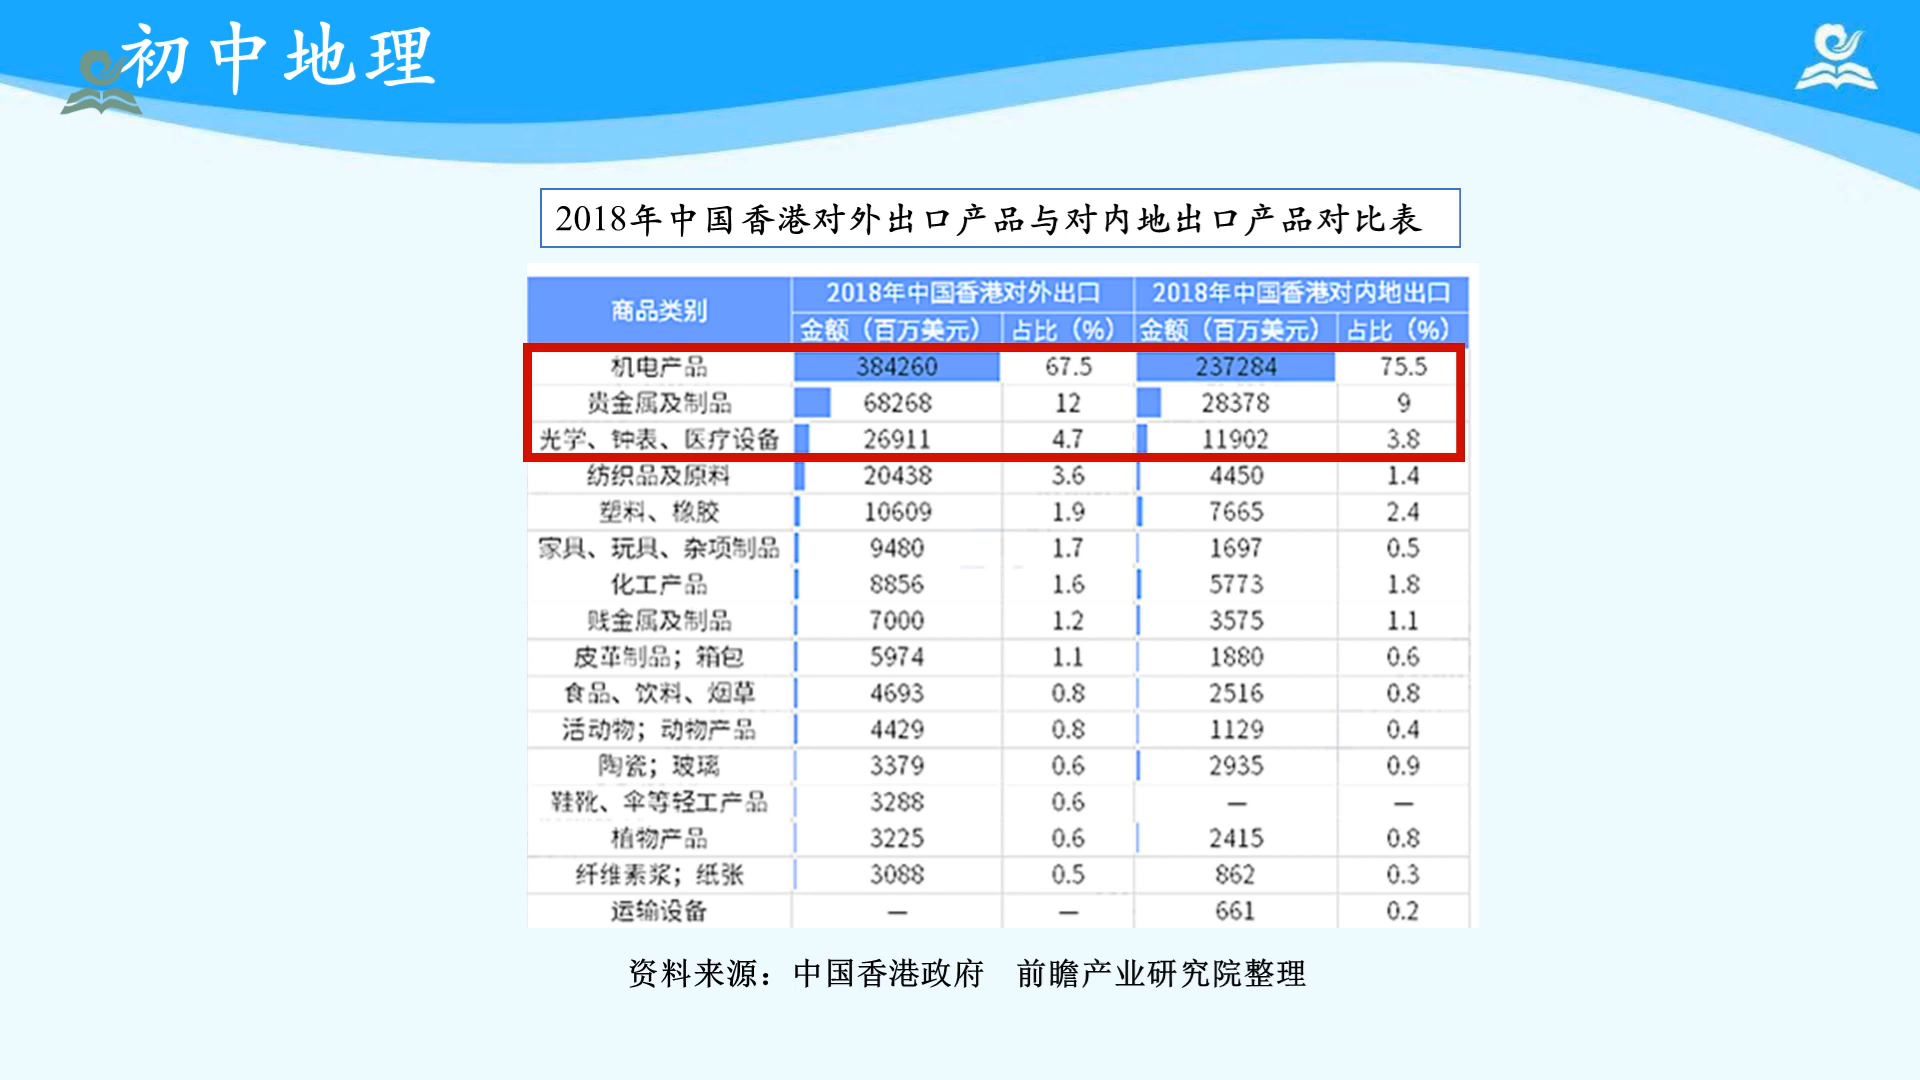 初中地理
2018年中国香港对外出口产品与对内地出口产品对比表
商品类别 2018年中国香港对外出口 2018年中国香港对内地出口
金额（百万美元） 占比（%） 金额（百万美元） 占比（%）
机电产品 384260 67.5 237284 75.5
贵金属及制品 68268 12 28378 9
光学、钟表、医疗设备 26911 4.7 11902 3.8
纺织品及原料 20438 3.6 4450 1.4
塑料、橡胶 10609 1.9 7665 2.4
家具、玩具、杂项制品 9480 1.7 1697 0.5
化工产品 8856 1.6 5773 1.8
贱金属及制品 7000 1.2 3575 1.1
皮革制品；箱包 5974 1.1 1880 0.6
食品、饮料、烟草 4693 0.8 2516 0.8
活动物；动物产品 4429 0.8 1129 0.4
陶瓷；玻璃 3379 0.6 2935 0.9
鞋靴、伞等轻工产品 3288 0.6 — —
植物产品 3225 0.6 2415 0.8
纤维素浆；纸张 3088 0.5 862 0.3
运输设备 — — 661 0.2
资料来源：中国香港政府 前瞻产业研究院整理